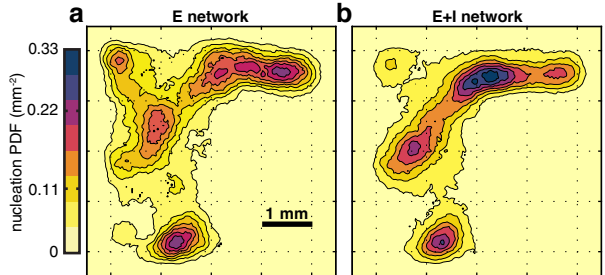 a E network b E+I network
nucleation PDF (mm-2)
0.33
0.22
0.11
0
1 mm